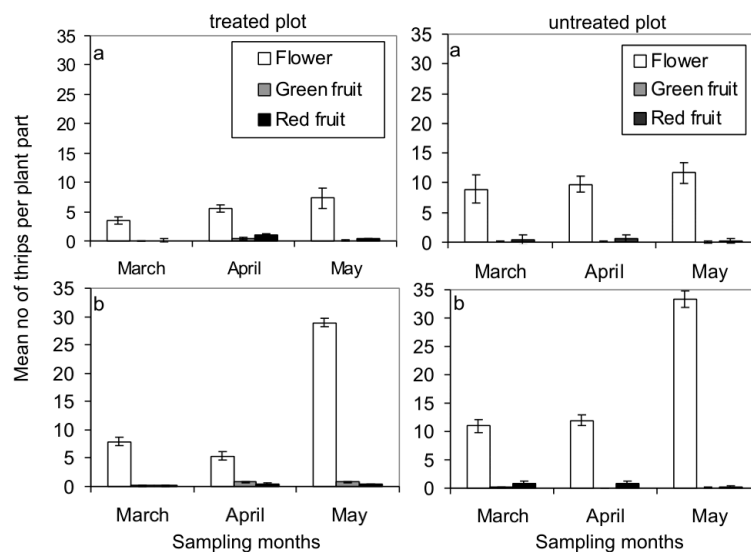 treated plot
untreated plot
a
35
30
25
20
15
10
5
0
Flower
Green fruit
Red fruit
March April May
a
35
30
25
20
15
10
5
0
Flower
Green fruit
Red fruit
March April May
Mean no of thrips per plant part
b
35
30
25
20
15
10
5
0
March April May
Sampling months
b
35
30
25
20
15
10
5
0
March April May
Sampling months